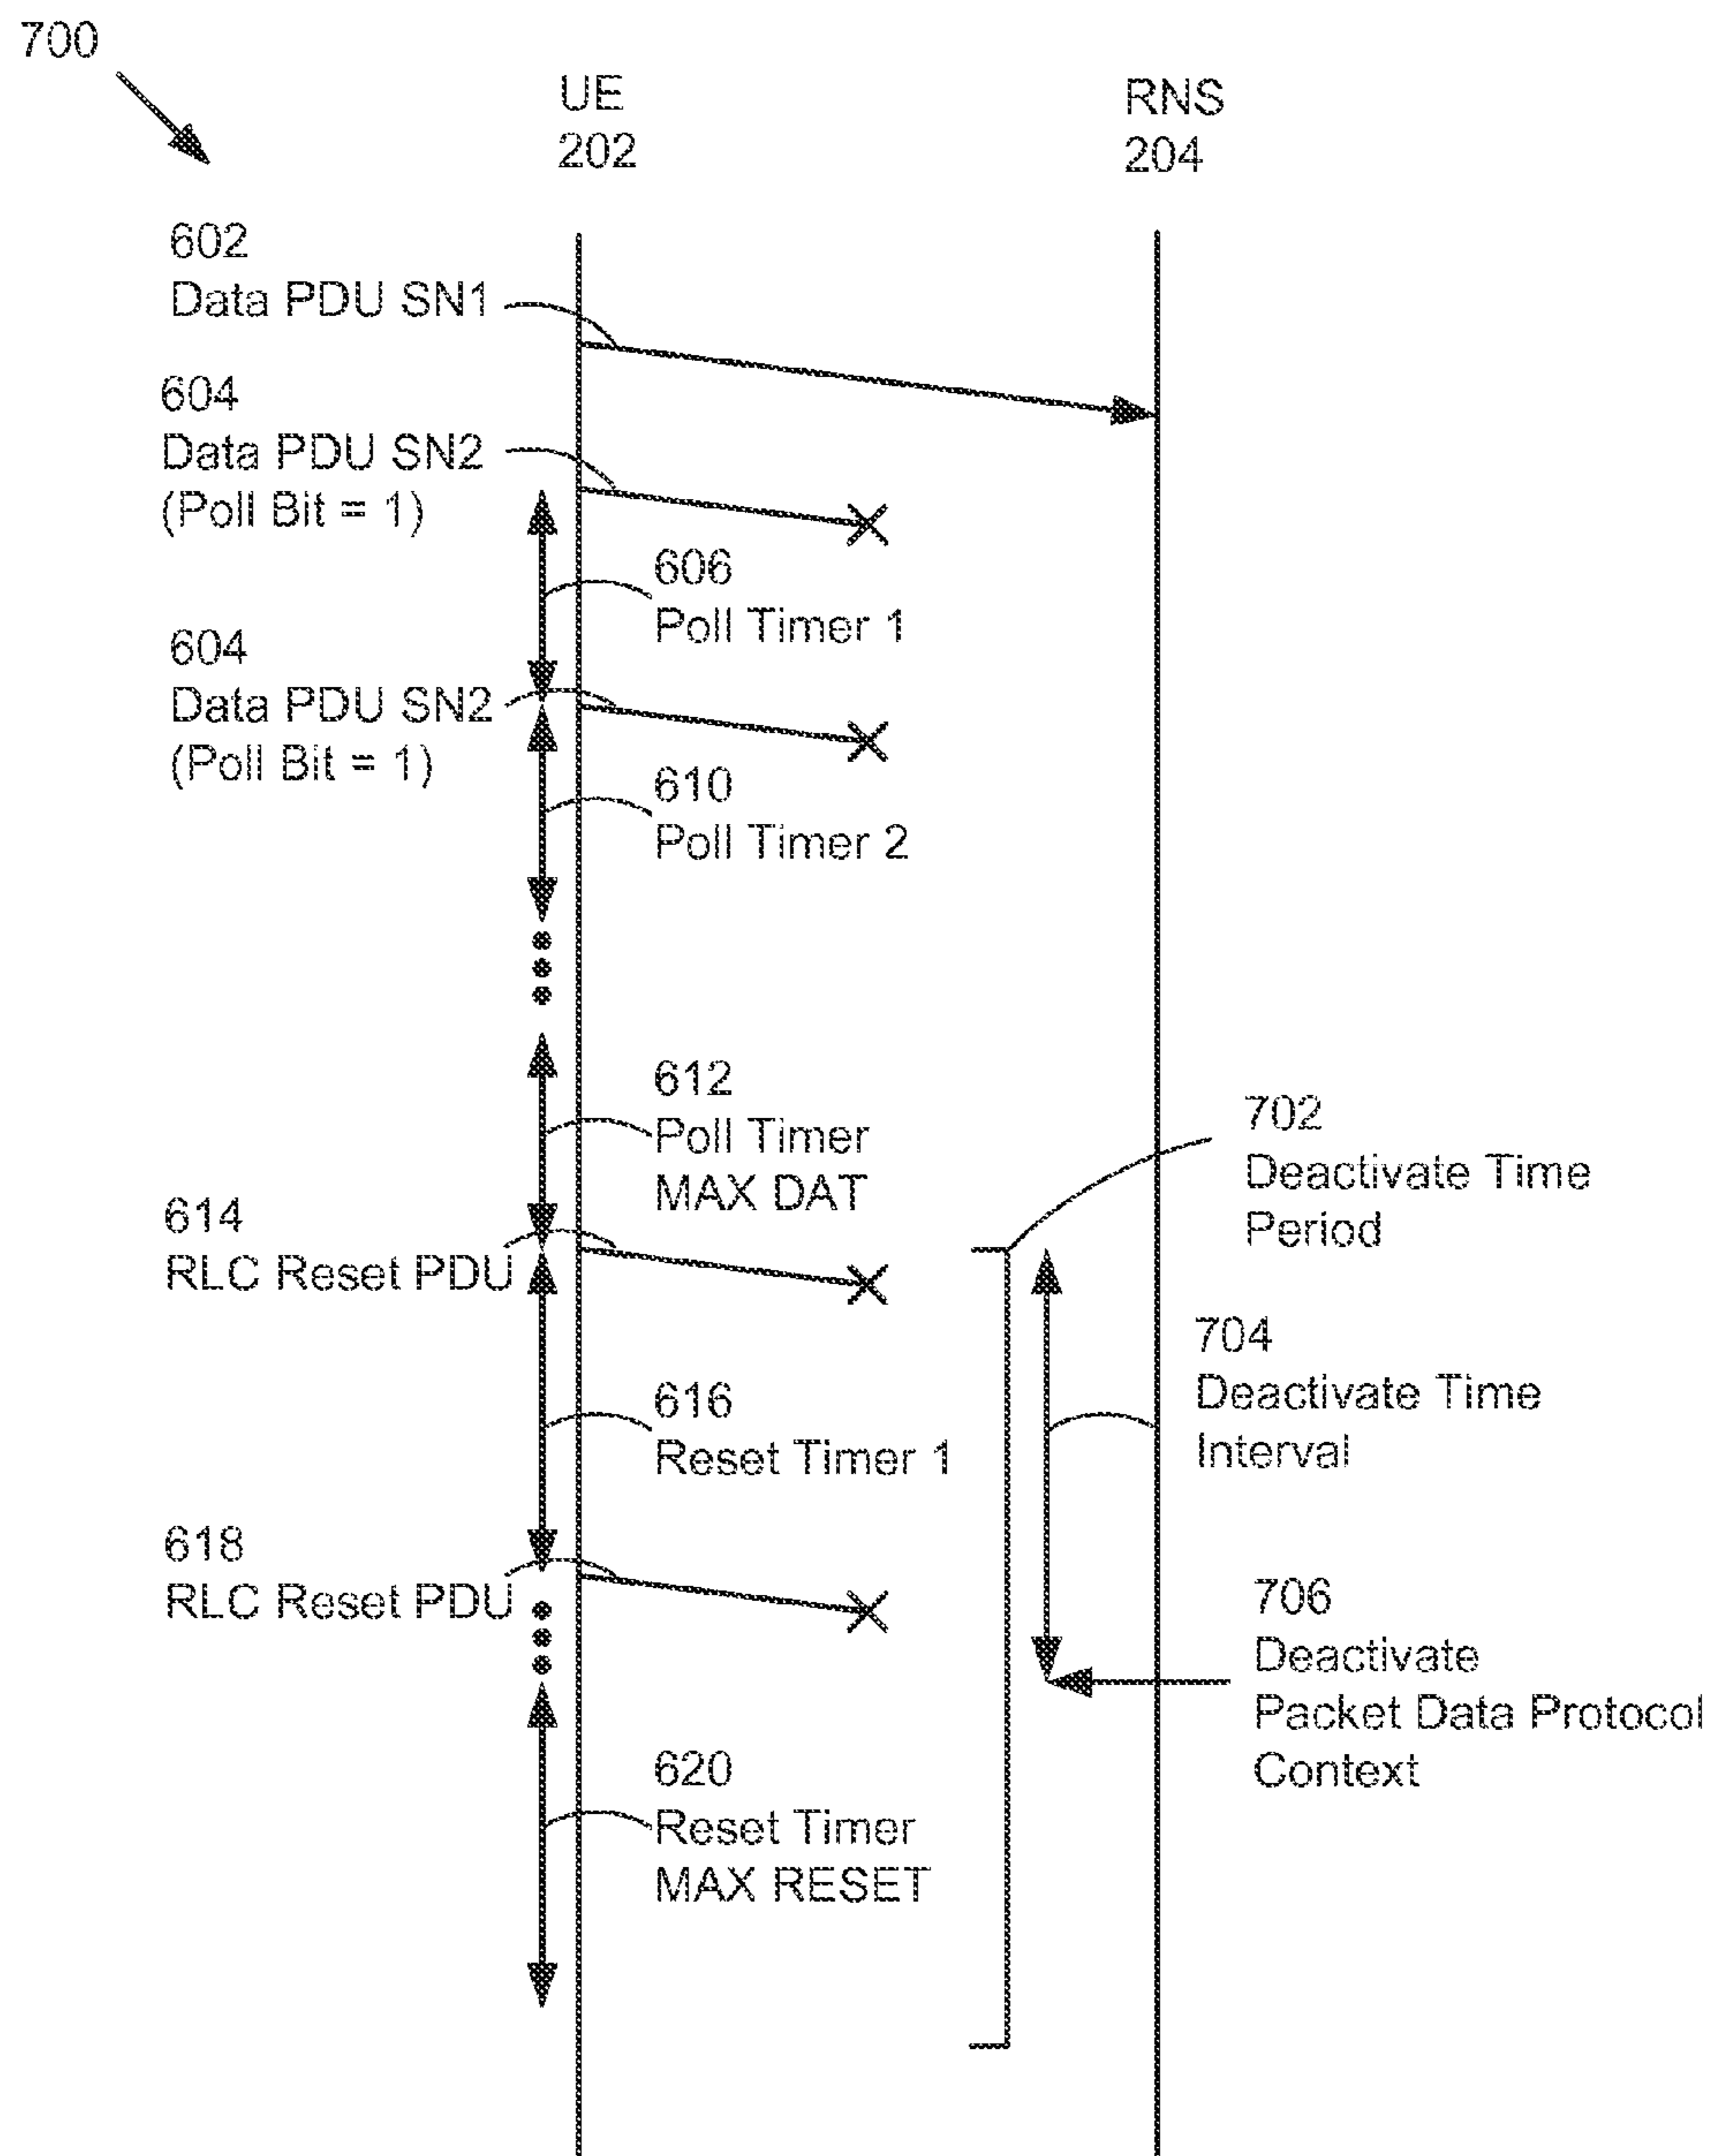 700
UE
202
RNS
204
602
Data PDU SN1
604
Data PDU SN2
(Poll Bit = 1)
606
Poll Timer 1
604
Data PDU SN2
(Poll Bit = 1)
610
Poll Timer 2
612
Poll Timer
MAX DAT
702
Deactivate Time
Period
614
RLC Reset PDU
704
Deactivate Time
Interval
616
Reset Timer 1
618
RLC Reset PDU
706
Deactivate
Packet Data Protocol
Context
620
Reset Timer
MAX RESET